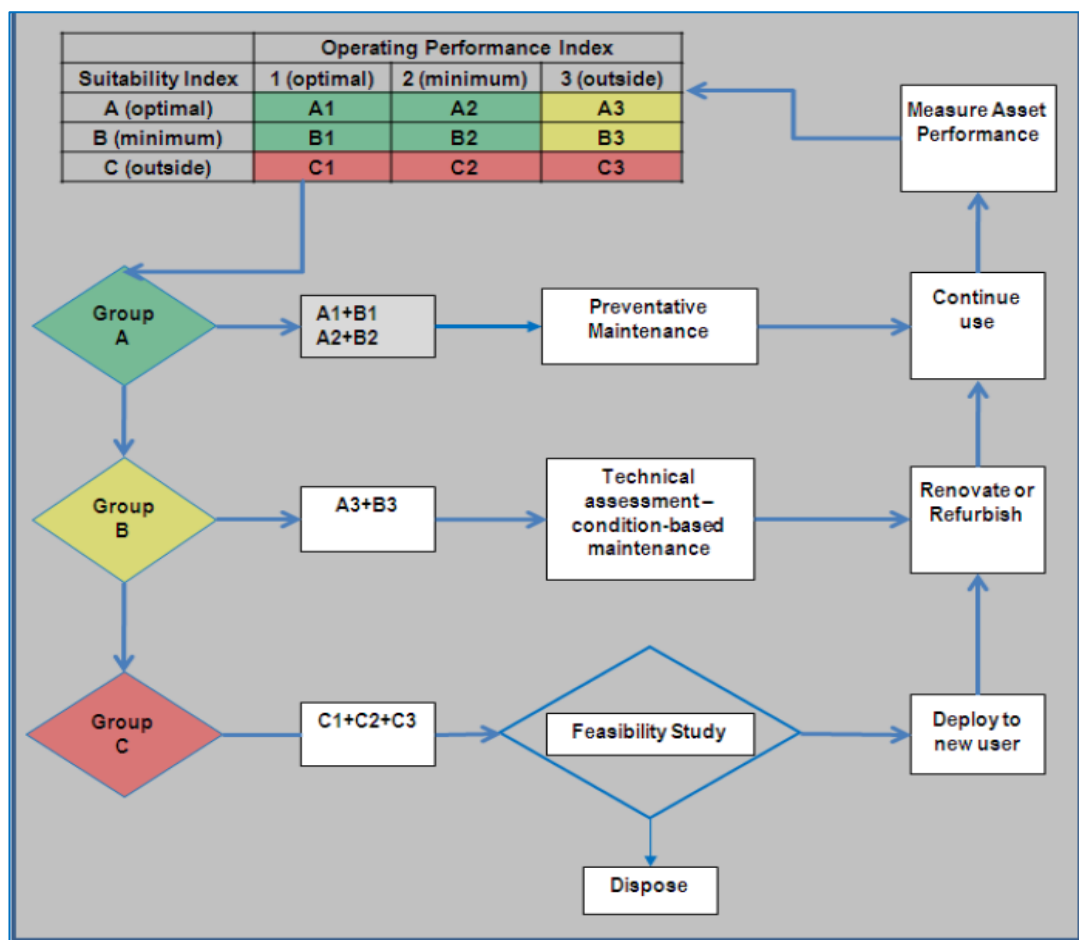 Operating Performance Index
Suitability Index 1 (optimal) 2 (minimum) 3 (outside)
A (optimal) A1 A2 A3
B (minimum) B1 B2 B3
C (outside) C1 C2 C3
Measure Asset
Performance
Group
A
A1+B1
A2+B2
Preventative
Maintenance
Continue
use
Group
B
A3+B3
Technical
assessment–
condition-based
maintenance
Renovate or
Refurbish
Group
C
C1+C2+C3
Feasibility Study
Deploy to
new user
Dispose